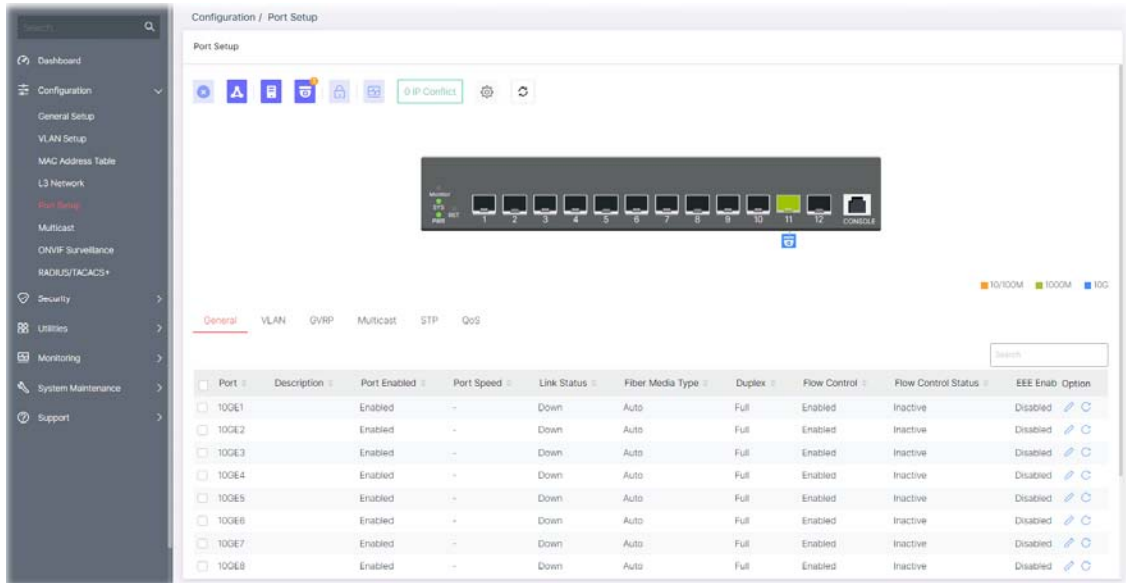 Search...
Dashboard
Configuration
General Setup
VLAN Setup
MAC Address Table
L3 Network
Port Setup
Multicast
ONVIF Surveillance
RADIUS/TACACS+
Security
Utilities
Monitoring
System Maintenance
Support
Configuration / Port Setup
Port Setup
0 IP Conflict
Monitor
SYS
PWR RST
1 2 3 4 5 6 7 8 9 10 11 12 CONSOLE
10/100M 1000M 10G
General VLAN GVRP Multicast STP QoS
Search
Port Description Port Enabled Port Speed Link Status Fiber Media Type Duplex Flow Control Flow Control Status EEE Enab Option
10GE1 Enabled - Down Auto Full Enabled Inactive Disabled
10GE2 Enabled - Down Auto Full Enabled Inactive Disabled
10GE3 Enabled - Down Auto Full Enabled Inactive Disabled
10GE4 Enabled - Down Auto Full Enabled Inactive Disabled
10GE5 Enabled - Down Auto Full Enabled Inactive Disabled
10GE6 Enabled - Down Auto Full Enabled Inactive Disabled
10GE7 Enabled - Down Auto Full Enabled Inactive Disabled
10GE8 Enabled - Down Auto Full Enabled Inactive Disabled